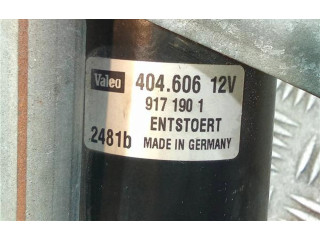 Valeo 404.606 12V
917 190 1
ENTSTOERT
2481b MADE IN GERMANY